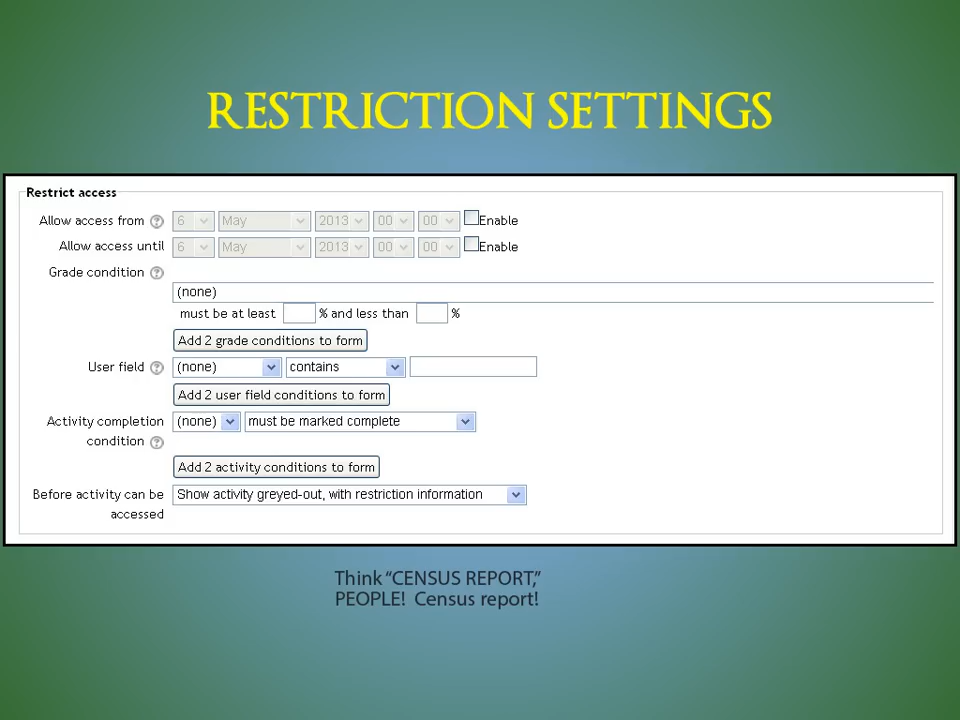 RESTRICTION SETTINGS
Restrict access
Allow access from ? 6 May 2013 00 00 Enable
Allow access until 6 May 2013 00 00 Enable
Grade condition ?
(none)
must be at least % and less than %
Add 2 grade conditions to form
User field ? (none) contains
Add 2 user field conditions to form
Activity completion (none) must be marked complete
condition ?
Add 2 activity conditions to form
Before activity can be Show activity greyed-out, with restriction information
accessed
Think “CENSUS REPORT,”
PEOPLE! Census report!